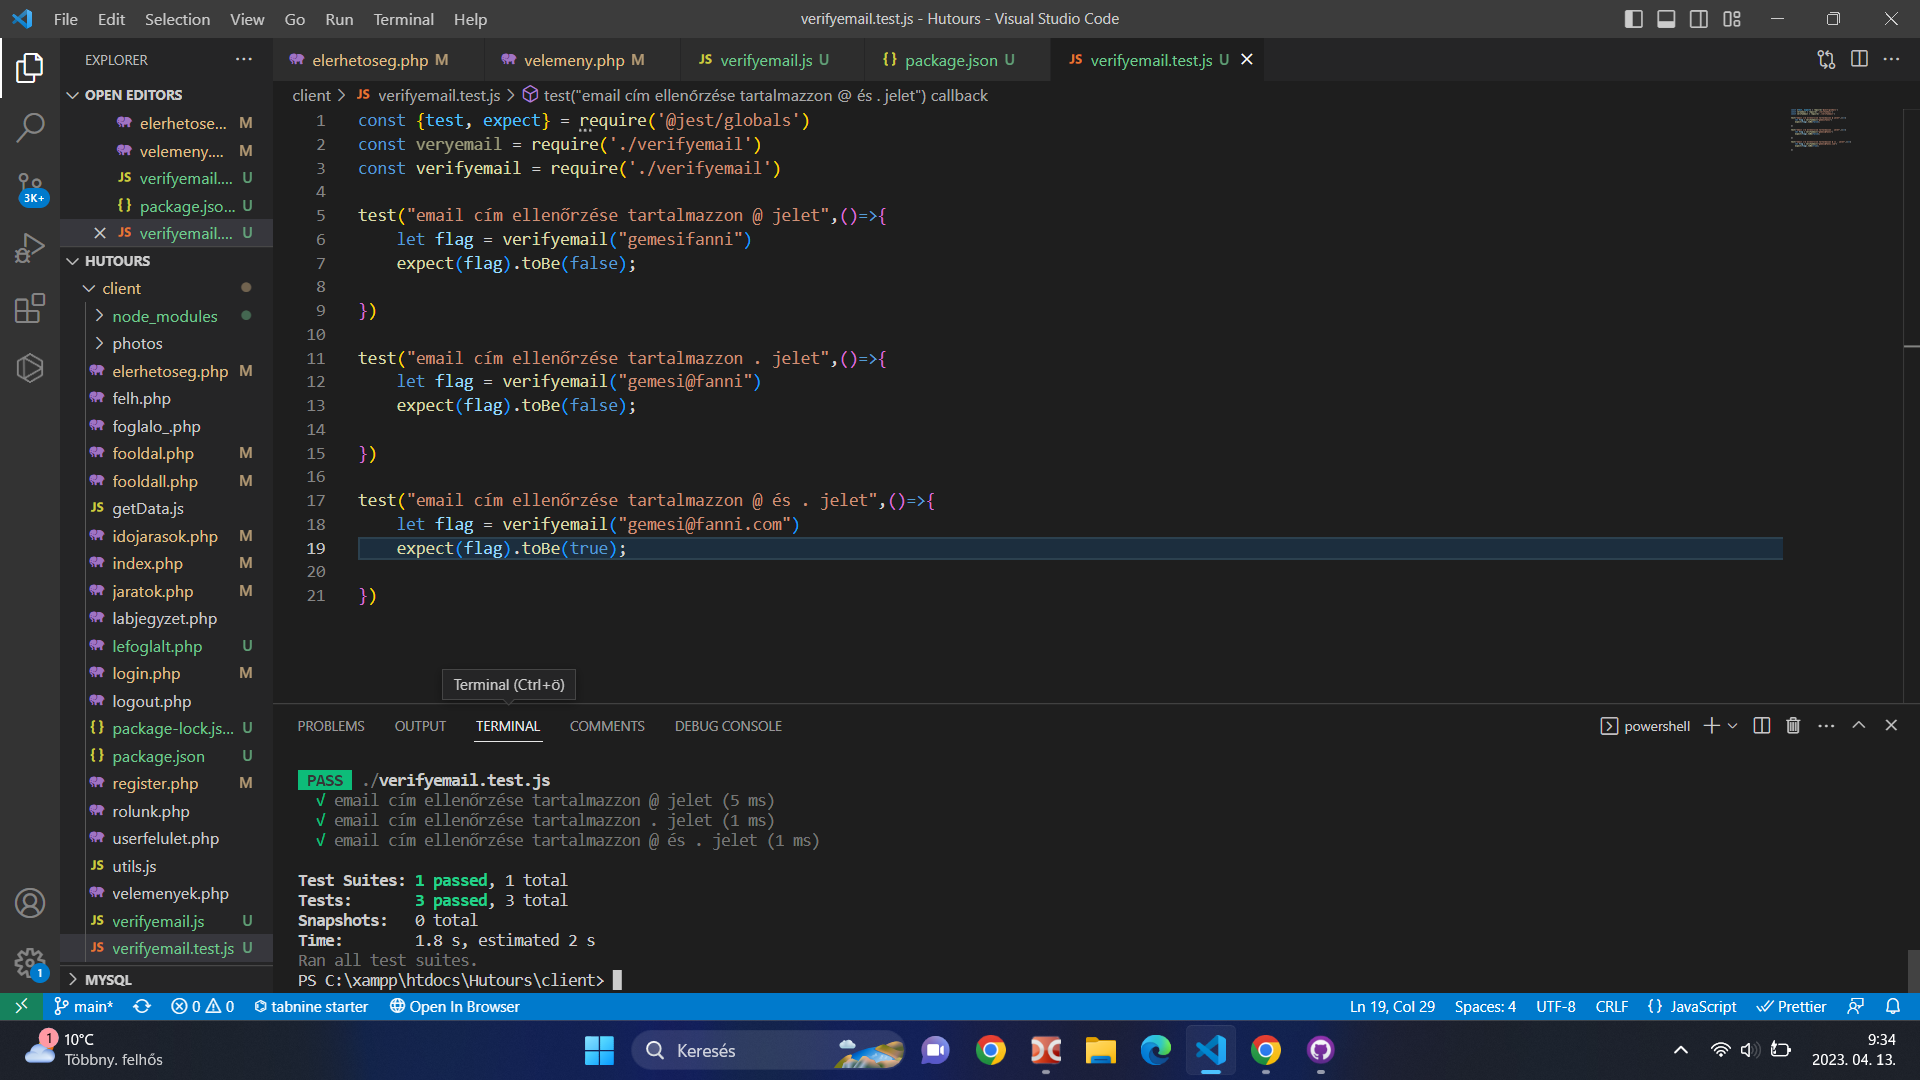 File Edit Selection View Go Run Terminal Help
verifyemail.test.js - Hutours - Visual Studio Code
EXPLORER
OPEN EDITORS
elerhetose... M
velemeny.... M
JS verifyemail.... U
{} package.jso... U
JS verifyemail.... U
HUTOURS
client
node_modules
photos
elerhetoseg.php M
felh.php
foglalo_.php
fooldal.php M
fooldall.php M
JS getData.js
idojarasok.php M
index.php M
jaratok.php M
labjegyzet.php
lefoglalt.php U
login.php M
logout.php
{} package-lock.js... U
{} package.json U
register.php M
rolunk.php
userfelulet.php
JS utils.js
velemenyek.php
JS verifyemail.js U
JS verifyemail.test.js U
MYSQL
3K+
1
elerhetoseg.php M
velemeny.php M
JS verifyemail.js U
{} package.json U
JS verifyemail.test.js U
client > JS verifyemail.test.js > test("email cím ellenőrzése tartalmazzon @ és . jelet") callback
1 const {test, expect} = require('@jest/globals')
2 const veryemail = require('./verifyemail')
3 const verifyemail = require('./verifyemail')
4
5 test("email cím ellenőrzése tartalmazzon @ jelet",()=>{
6 let flag = verifyemail("gemesifanni")
7 expect(flag).toBe(false);
8
9 })
10
11 test("email cím ellenőrzése tartalmazzon . jelet",()=>{
12 let flag = verifyemail("gemesi@fanni")
13 expect(flag).toBe(false);
14
15 })
16
17 test("email cím ellenőrzése tartalmazzon @ és . jelet",()=>{
18 let flag = verifyemail("gemesi@fanni.com")
19 expect(flag).toBe(true);
20
21 })
Terminal (Ctrl+ö)
PROBLEMS OUTPUT TERMINAL COMMENTS DEBUG CONSOLE
powershell
PASS ./verifyemail.test.js
√ email cím ellenőrzése tartalmazzon @ jelet (5 ms)
√ email cím ellenőrzése tartalmazzon . jelet (1 ms)
√ email cím ellenőrzése tartalmazzon @ és . jelet (1 ms)
Test Suites: 1 passed, 1 total
Tests: 3 passed, 3 total
Snapshots: 0 total
Time: 1.8 s, estimated 2 s
Ran all test suites.
PS C:\xampp\htdocs\Hutours\client>
main* 0 0 tabnine starter Open In Browser
Ln 19, Col 29 Spaces: 4 UTF-8 CRLF {} JavaScript Prettier
1
10°C
Többny. felhős
Keresés
9:34
2023. 04. 13.